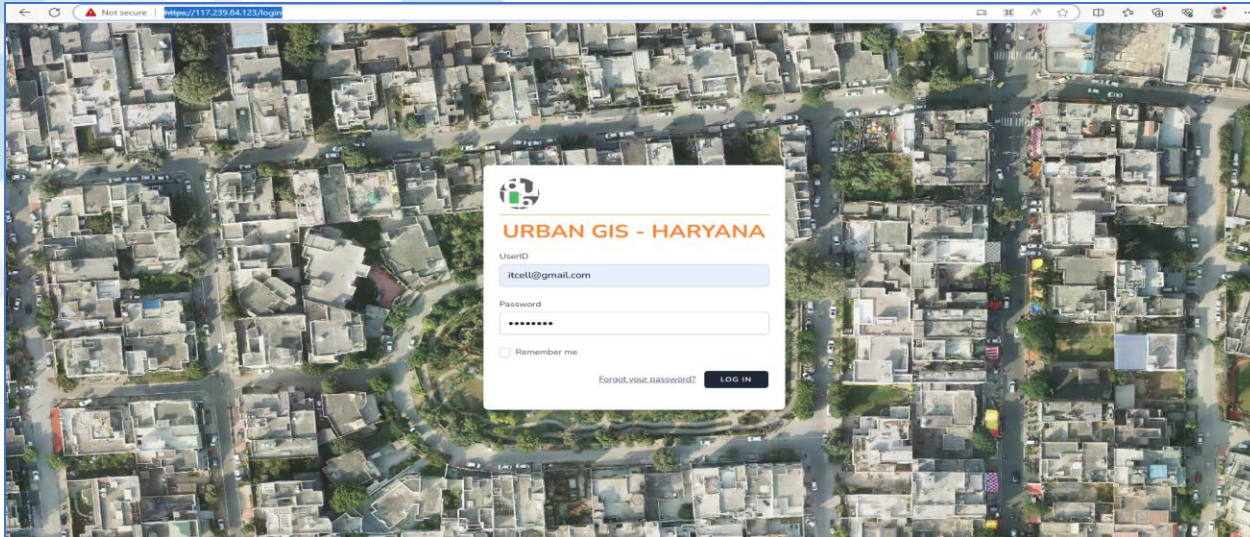 Not secure https://117.239.84.123/login
URBAN GIS - HARYANA
UserID
itcell@gmail.com
Password
••••••••
Remember me
Forgot your password? LOG IN